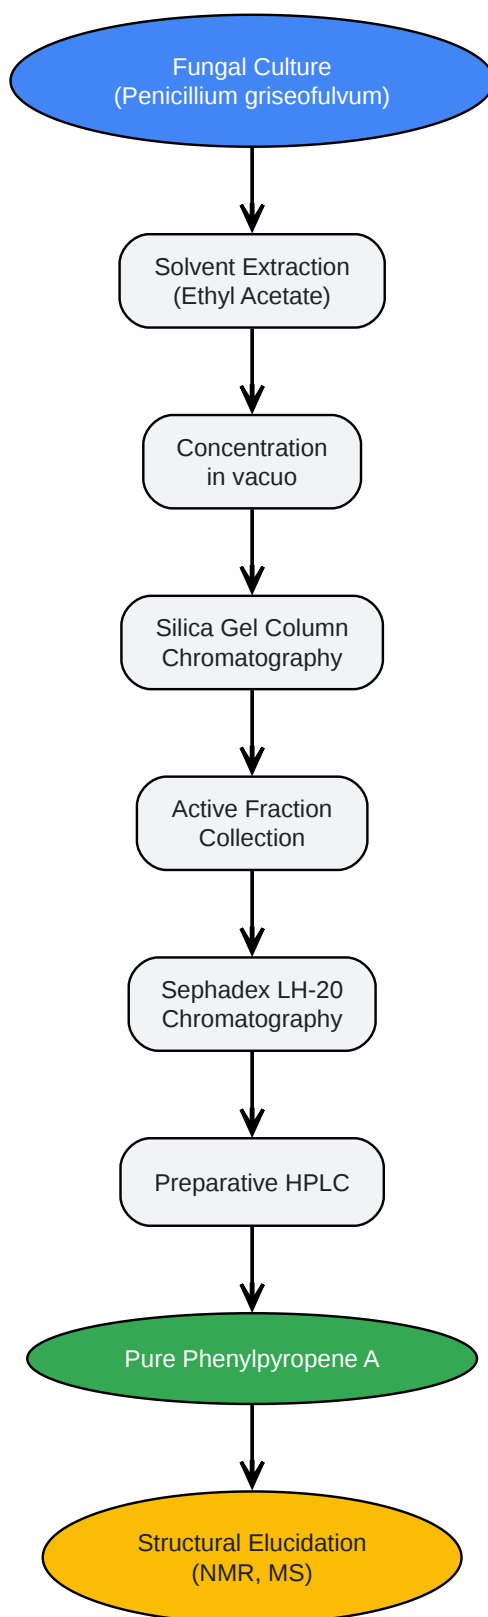 Fungal Culture
(Penicillium griseofulvum)
Solvent Extraction
(Ethyl Acetate)
Concentration
in vacuo
Silica Gel Column
Chromatography
Active Fraction
Collection
Sephadex LH-20
Chromatography
Preparative HPLC
Pure Phenylpyropene A
Structural Elucidation
(NMR, MS)